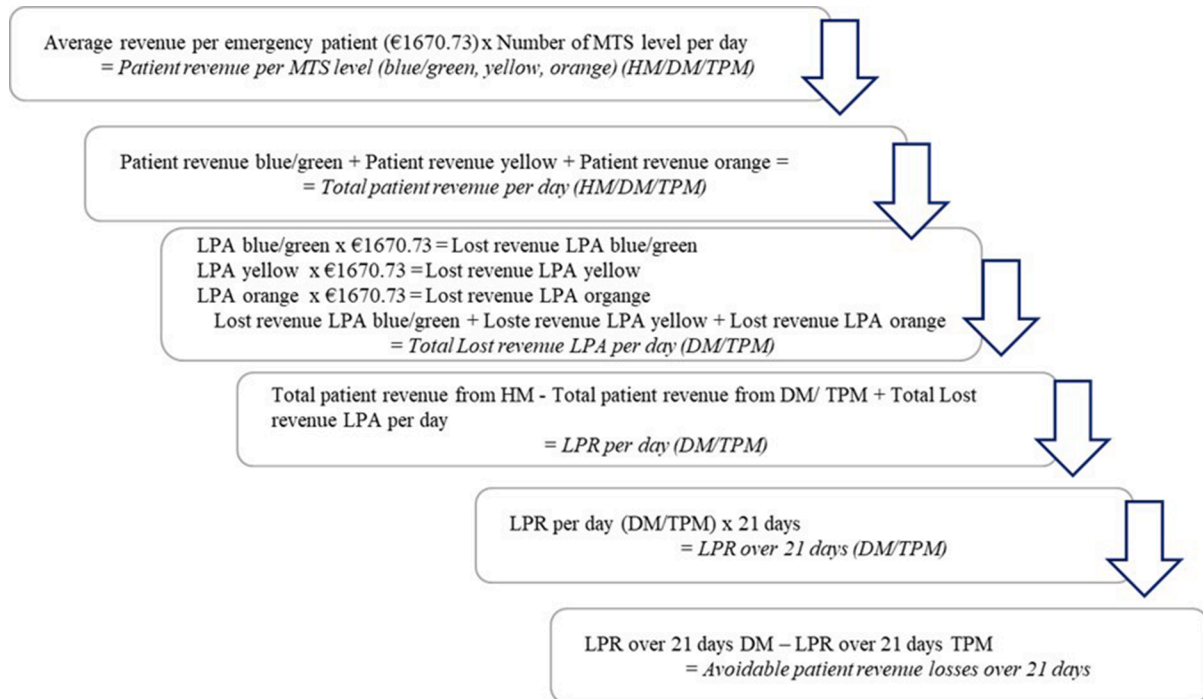 Average revenue per emergency patient (€1670.73) x Number of MTS level per day
= Patient revenue per MTS level (blue/green, yellow, orange) (HM/DM/TPM)
Patient revenue blue/green + Patient revenue yellow + Patient revenue orange =
= Total patient revenue per day (HM/DM/TPM)
LPA blue/green x €1670.73 = Lost revenue LPA blue/green
LPA yellow x €1670.73 = Lost revenue LPA yellow
LPA orange x €1670.73 = Lost revenue LPA organge
Lost revenue LPA blue/green + Loste revenue LPA yellow + Lost revenue LPA orange
= Total Lost revenue LPA per day (DM/TPM)
Total patient revenue from HM - Total patient revenue from DM/ TPM + Total Lost
revenue LPA per day
= LPR per day (DM/TPM)
LPR per day (DM/TPM) x 21 days
= LPR over 21 days (DM/TPM)
LPR over 21 days DM – LPR over 21 days TPM
= Avoidable patient revenue losses over 21 days